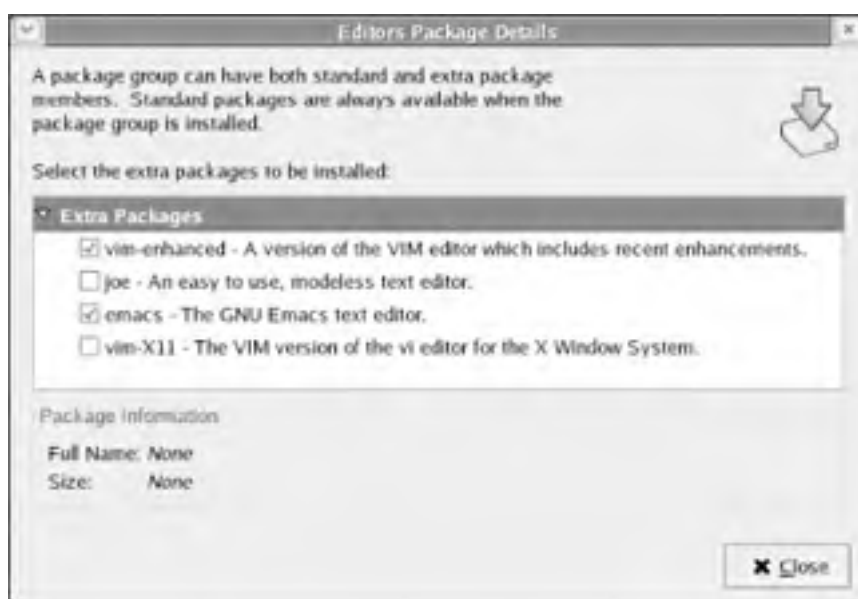 Editors Package Details
A package group can have both standard and extra package
members. Standard packages are always available when the
package group is installed.
Select the extra packages to be installed:
Extra Packages
vim-enhanced - A version of the VIM editor which includes recent enhancements.
joe - An easy to use, modeless text editor.
emacs - The GNU Emacs text editor.
vim-X11 - The VIM version of the vi editor for the X Window System.
Package Information
Full Name: None
Size: None
Close